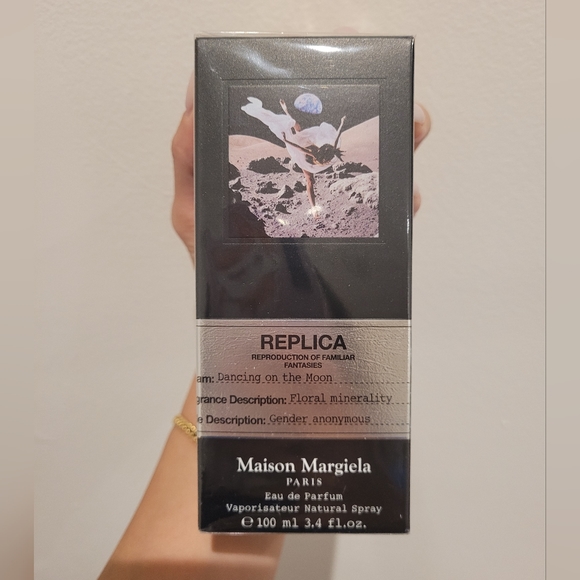 REPLICA
REPRODUCTION OF FAMILIAR
FANTASIES
am: Dancing on the Moon
grance Description: Floral minerality
e Description: Gender anonymous
Maison Margiela
PARIS
Eau de Parfum
Vaporisateur Natural Spray
℮ 100 ml 3.4 fl.oz.